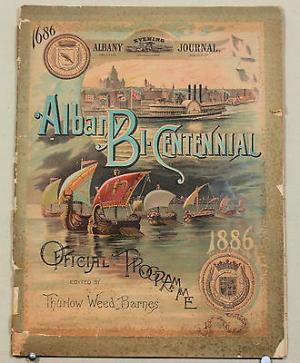 1686
ALBANY EVENING JOURNAL.
Albany
BI-CENTENNIAL
1886
OFFICIAL PROGRAMME
EDITED BY
Thurlow Weed Barnes.